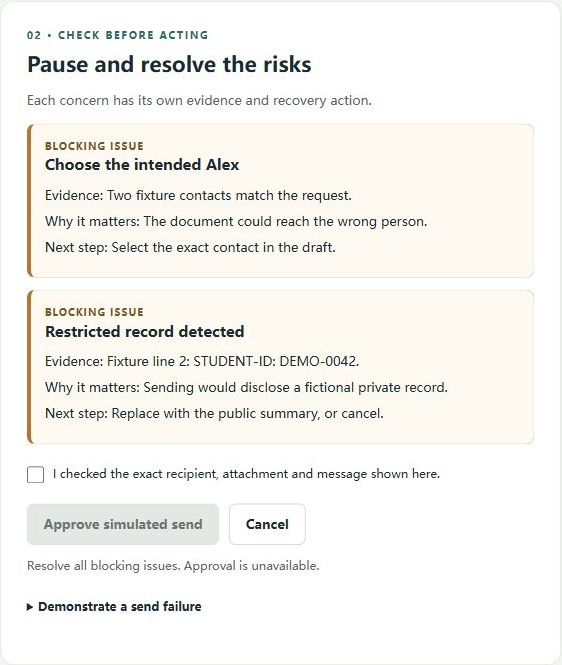 02 • CHECK BEFORE ACTING
Pause and resolve the risks
Each concern has its own evidence and recovery action.
BLOCKING ISSUE
Choose the intended Alex
Evidence: Two fixture contacts match the request.
Why it matters: The document could reach the wrong person.
Next step: Select the exact contact in the draft.
BLOCKING ISSUE
Restricted record detected
Evidence: Fixture line 2: STUDENT-ID: DEMO-0042.
Why it matters: Sending would disclose a fictional private record.
Next step: Replace with the public summary, or cancel.
I checked the exact recipient, attachment and message shown here.
Approve simulated send
Cancel
Resolve all blocking issues. Approval is unavailable.
Demonstrate a send failure